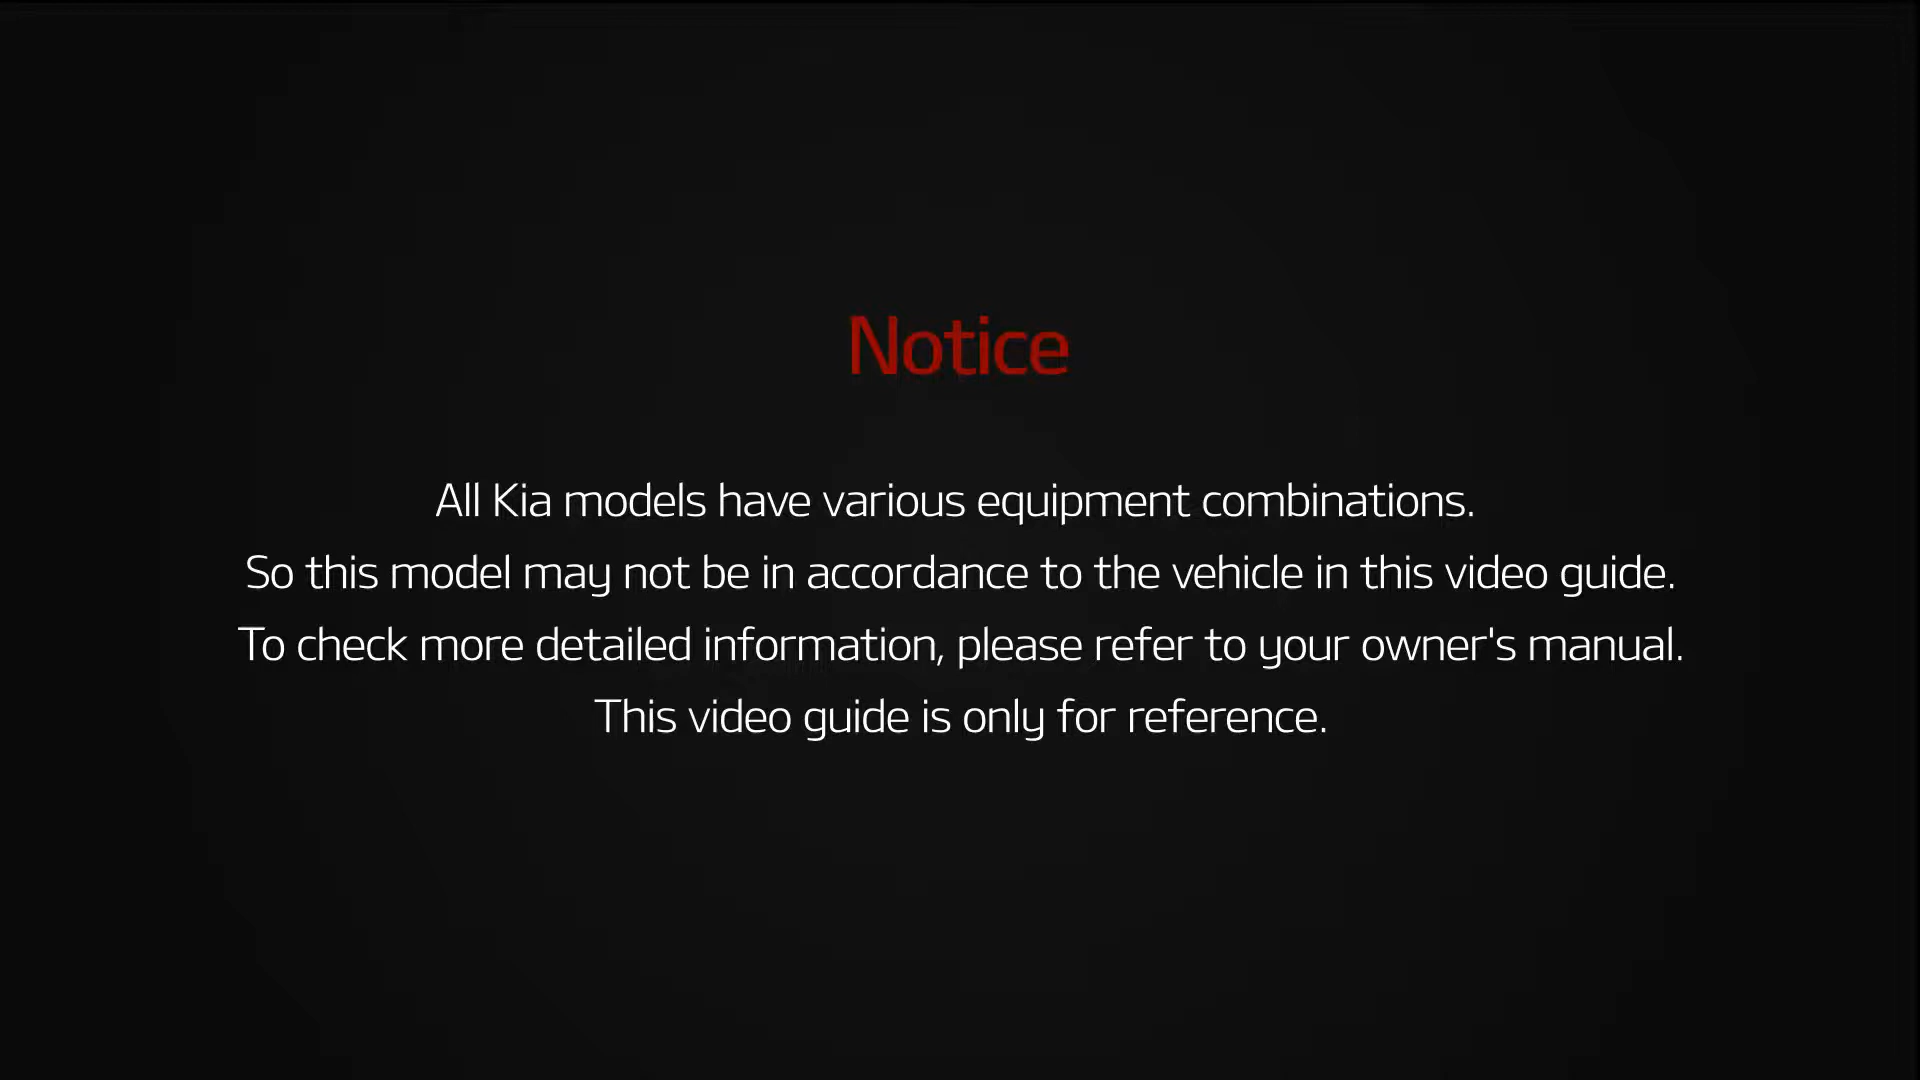 Notice
All Kia models have various equipment combinations.
So this model may not be in accordance to the vehicle in this video guide.
To check more detailed information, please refer to your owner's manual.
This video guide is only for reference.